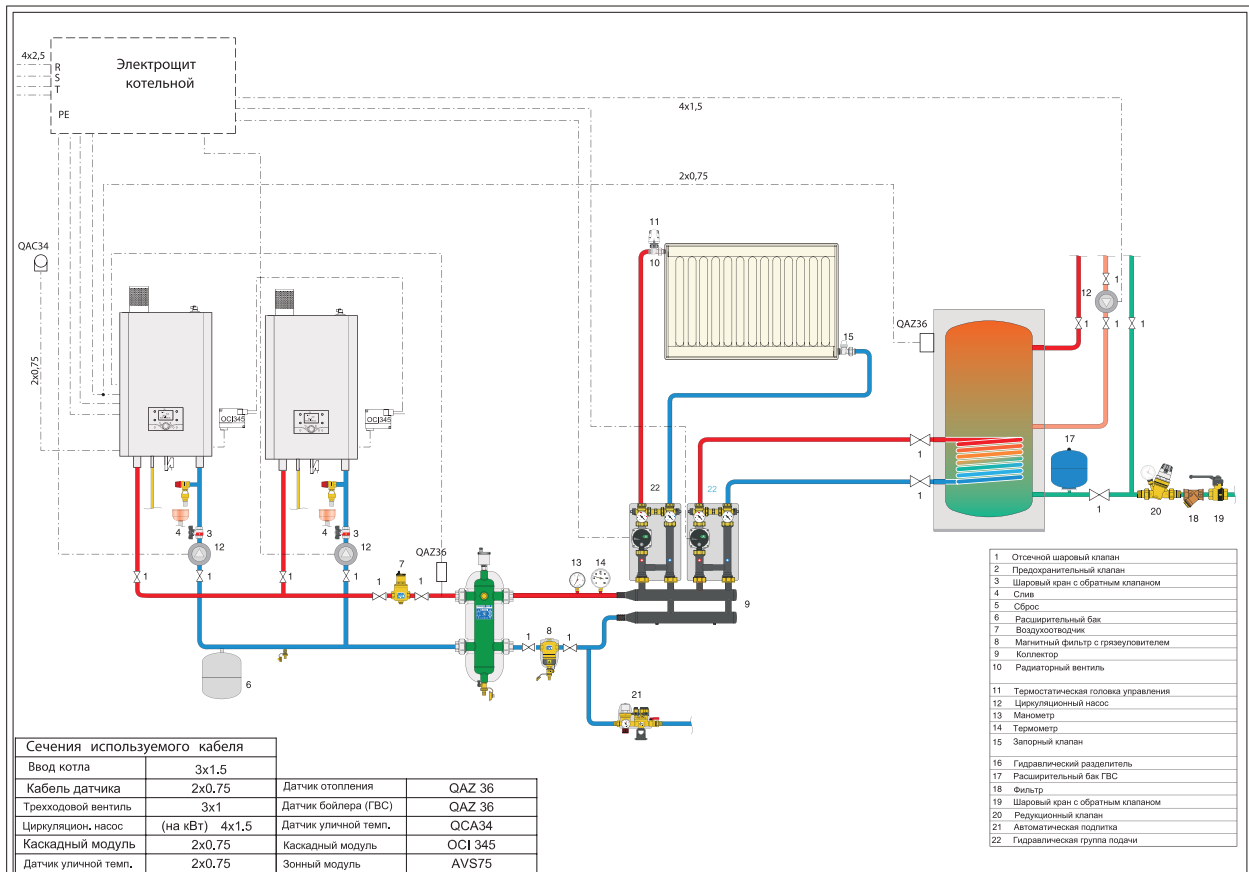 Электрощит
котельной
4x2,5
R
S
T
PE
4x1,5
2x0,75
QAC34
2x0,75
OCI345
OCI345
11
10
15
QAZ36
12
1
1
1
1
17
1
1
1
20
18
19
22
22
4
3
12
1
1
4
3
12
1
1
7
1
1
QAZ36
13
14
9
8
1
1
6
21
1 Отсечной шаровый клапан
2 Предохранительный клапан
3 Шаровый кран с обратным клапаном
4 Слив
5 Сброс
6 Расширительный бак
7 Воздухоотводчик
8 Магнитный фильтр с грязеуловителем
9 Коллектор
10 Радиаторный вентиль
11 Термостатическая головка управления
12 Циркуляционный насос
13 Манометр
14 Термометр
15 Запорный клапан
16 Гидравлический разделитель
17 Расширительный бак ГВС
18 Фильтр
19 Шаровый кран с обратным клапаном
20 Редукционный клапан
21 Автоматическая подпитка
22 Гидравлическая группа подачи
Сечения используемого кабеля
Ввод котла 3x1.5
Кабель датчика 2x0.75 Датчик отопления QAZ 36
Трехходовой вентиль 3x1 Датчик бойлера (ГВС) QAZ 36
Циркуляцион. насос (на кВт) 4x1.5 Датчик уличной темп. QCA34
Каскадный модуль 2x0.75 Каскадный модуль OCI 345
Датчик уличной темп. 2x0.75 Зонный модуль AVS75